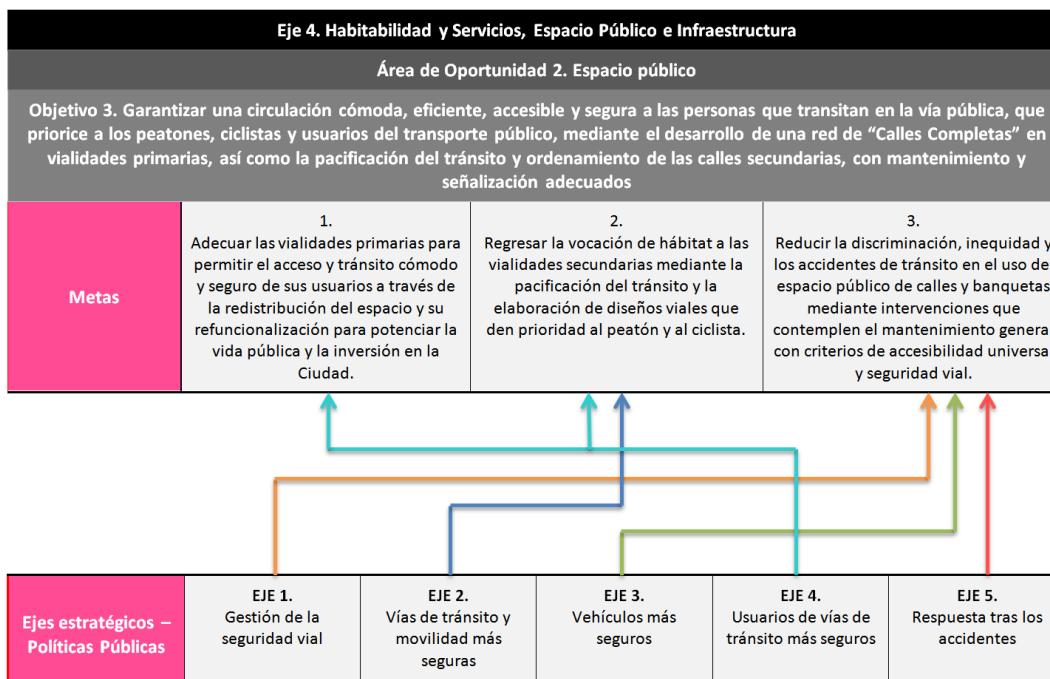 Eje 4. Habitabilidad y Servicios, Espacio Público e Infraestructura
Área de Oportunidad 2. Espacio público
Objetivo 3. Garantizar una circulación cómoda, eficiente, accesible y segura a las personas que transitan en la vía pública, que
priorice a los peatones, ciclistas y usuarios del transporte público, mediante el desarrollo de una red de “Calles Completas” en
vialidades primarias, así como la pacificación del tránsito y ordenamiento de las calles secundarias, con mantenimiento y
señalización adecuados
Metas
1.
Adecuar las vialidades primarias para
permitir el acceso y tránsito cómodo
y seguro de sus usuarios a través de
la redistribución del espacio y su
refuncionalización para potenciar la
vida pública y la inversión en la
Ciudad.
2.
Regresar la vocación de hábitat a las
vialidades secundarias mediante la
pacificación del tránsito y la
elaboración de diseños viales que
den prioridad al peatón y al ciclista.
3.
Reducir la discriminación, inequidad y
los accidentes de tránsito en el uso de
espacio público de calles y banquetas
mediante intervenciones que
contemplen el mantenimiento genera
con criterios de accesibilidad universa
y seguridad vial.
Ejes estratégicos –
Políticas Públicas
EJE 1.
Gestión de la
seguridad vial
EJE 2.
Vías de tránsito y
movilidad más
seguras
EJE 3.
Vehículos más
seguros
EJE 4.
Usuarios de vías de
tránsito más seguros
EJE 5.
Respuesta tras los
accidentes